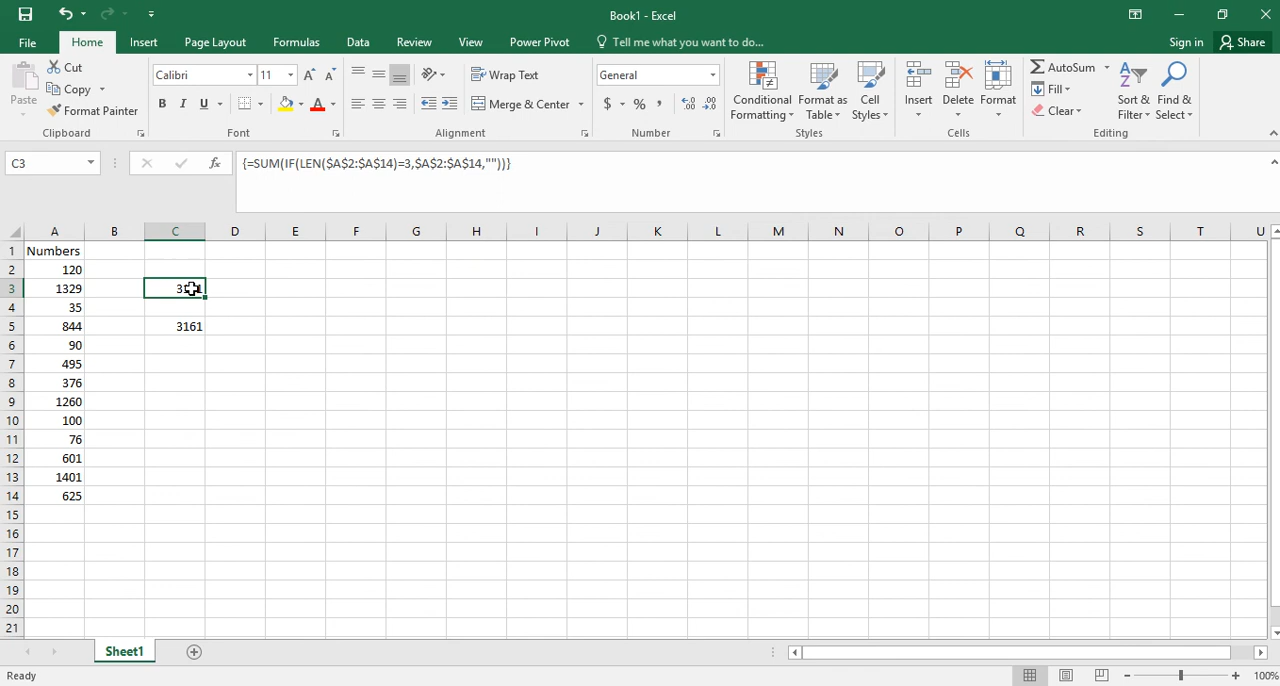 Book1 - Excel
File Home Insert Page Layout Formulas Data Review View Power Pivot Tell me what you want to do... Sign in Share
Paste
Cut
Copy
Format Painter
Clipboard
Calibri 11
B I U
Font
Wrap Text
Merge & Center
Alignment
General
$ % ,
Number
Conditional Formatting
Format as Table
Cell Styles
Styles
Insert Delete Format
Cells
AutoSum
Fill
Clear
Sort & Filter
Find & Select
Editing
C3 fx {=SUM(IF(LEN($A$2:$A$14)=3,$A$2:$A$14,""))}
A B C D E F G H I J K L M N O P Q R S T U
1 Numbers
2 120
3 1329
4 35
5 844 3161
6 90
7 495
8 376
9 1260
10 100
11 76
12 601
13 1401
14 625
15
16
17
18
19
20
21
Sheet1
Ready 100%